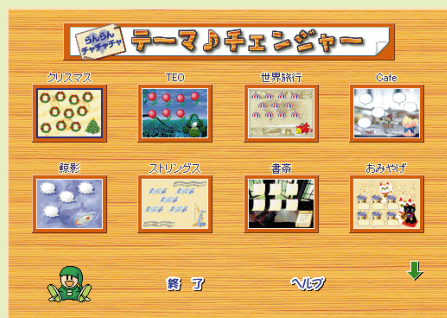 らんらん
チャチャチャ
テーマ♪チェンジャー
クリスマス TEO 世界旅行 Cafe
鯨影 ストリングス 書斎 おみやげ
終了 ヘルプ